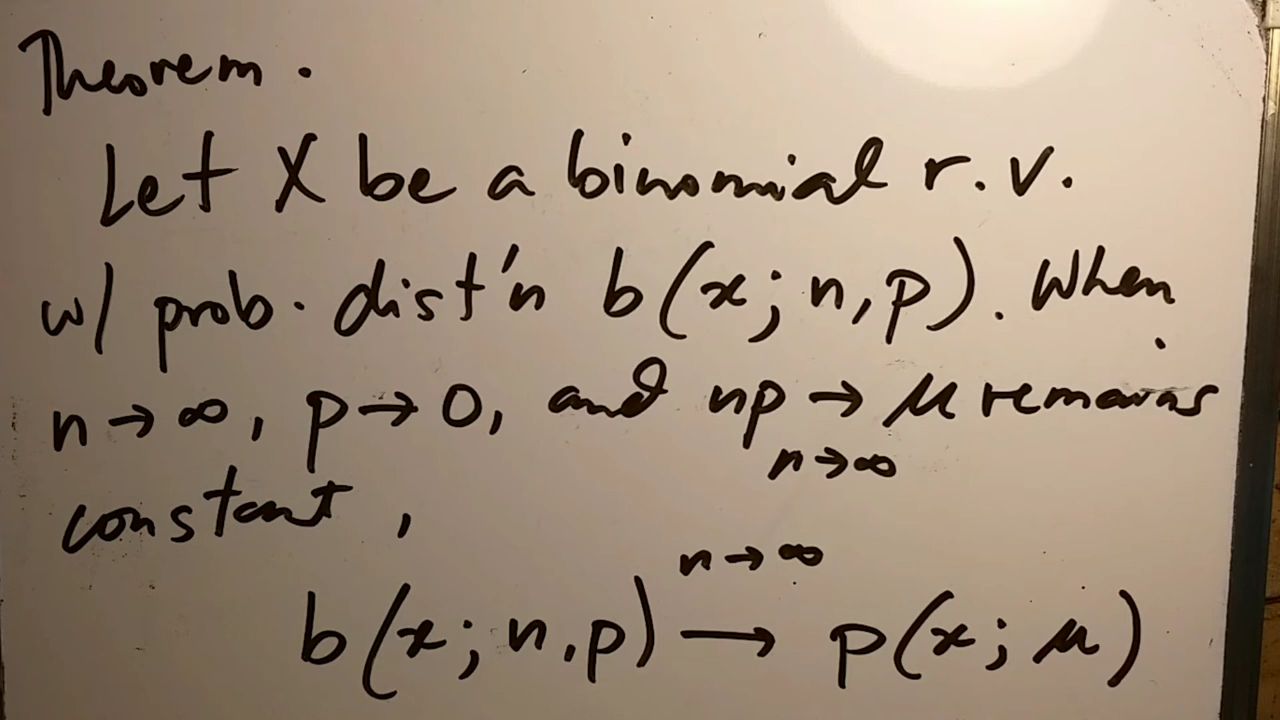 Theorem.
Let X be a binomial r.v.
w/ prob. dist'n b(x; n, p). When
n → ∞, p → 0, and np → μ remains
n → ∞
constant,
n → ∞
b(x; n, p) ⟶ p(x; μ)